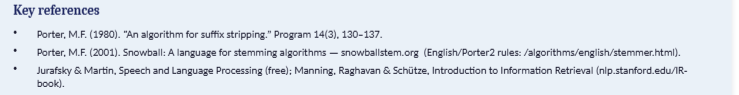 Key references
• Porter, M.F. (1980). "An algorithm for suffix stripping." Program 14(3), 130–137.
• Porter, M.F. (2001). Snowball: A language for stemming algorithms — snowballstem.org (English/Porter2 rules: /algorithms/english/stemmer.html).
• Jurafsky & Martin, Speech and Language Processing (free); Manning, Raghavan & Schütze, Introduction to Information Retrieval (nlp.stanford.edu/IR-
book).